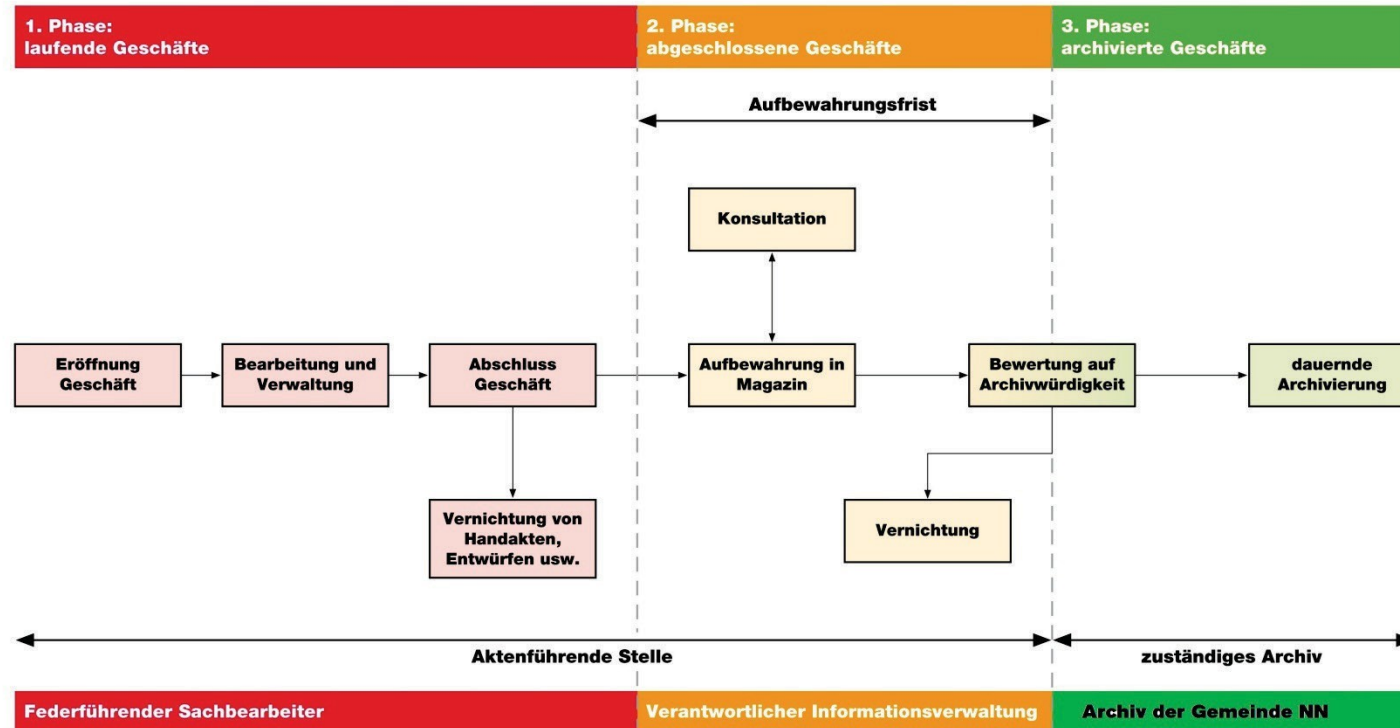 1. Phase:
laufende Geschäfte
2. Phase:
abgeschlossene Geschäfte
3. Phase:
archivierte Geschäfte
Aufbewahrungsfrist
Konsultation
Eröffnung
Geschäft
Bearbeitung und
Verwaltung
Abschluss
Geschäft
Aufbewahrung in
Magazin
Bewertung auf
Archivwürdigkeit
dauernde
Archivierung
Vernichtung von
Handakten,
Entwürfen usw.
Vernichtung
Aktenführende Stelle
zuständiges Archiv
Federführender Sachbearbeiter
Verantwortlicher Informationsverwaltung
Archiv der Gemeinde NN